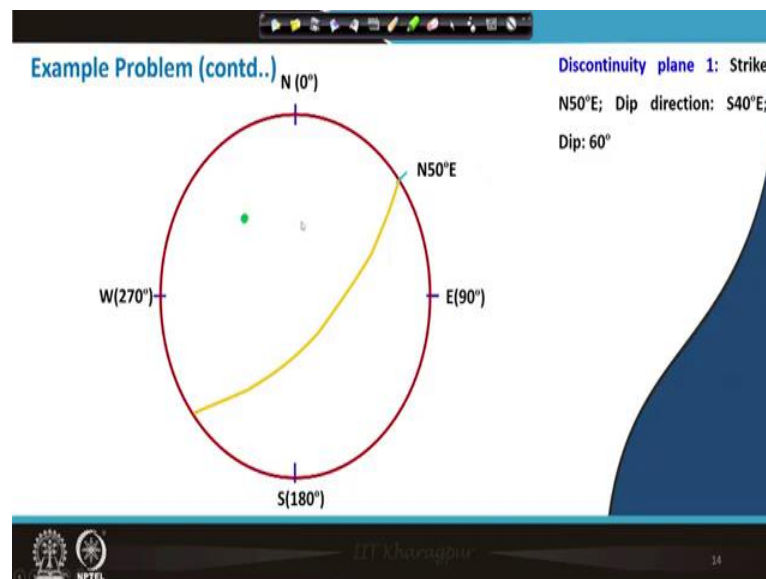 Example Problem (contd..)
Discontinuity plane 1: Strike
N50°E; Dip direction: S40°E;
Dip: 60°
N (0°)
N50°E
W(270°)
E(90°)
S(180°)
IIT Kharagpur
NPTEL
14